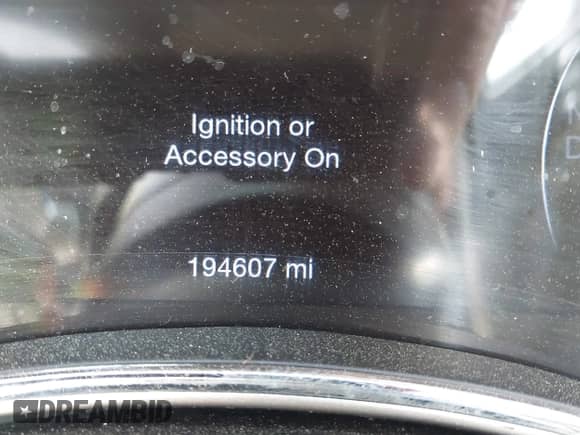 Ignition or
Accessory On
194607 mi
DREAMBID